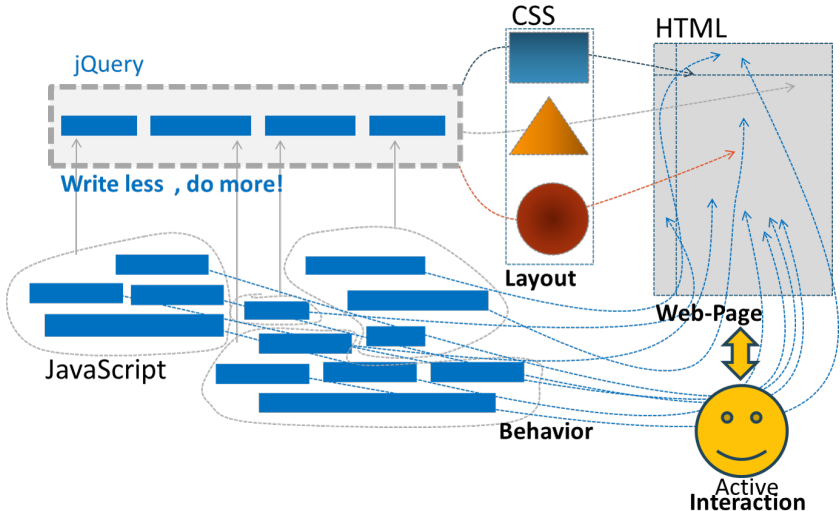 CSS
HTML
jQuery
Write less , do more!
Layout
Web-Page
JavaScript
Behavior
Active
Interaction